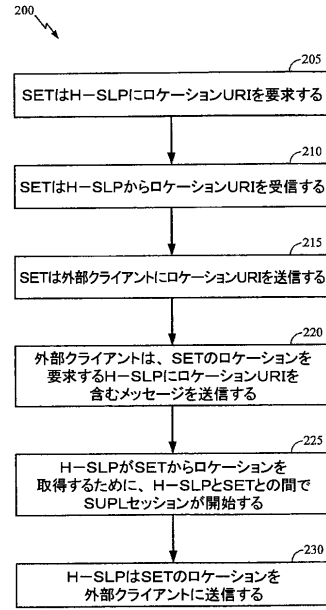 200
205
SETはH-SLPにロケーションURIを要求する
210
SETはH-SLPからロケーションURIを受信する
215
SETは外部クライアントにロケーションURIを送信する
220
外部クライアントは、SETのロケーションを
要求するH-SLPにロケーションURIを
含むメッセージを送信する
225
H-SLPがSETからロケーションを
取得するために、H-SLPとSETとの間で
SUPLセッションが開始する
230
H-SLPはSETのロケーションを
外部クライアントに送信する